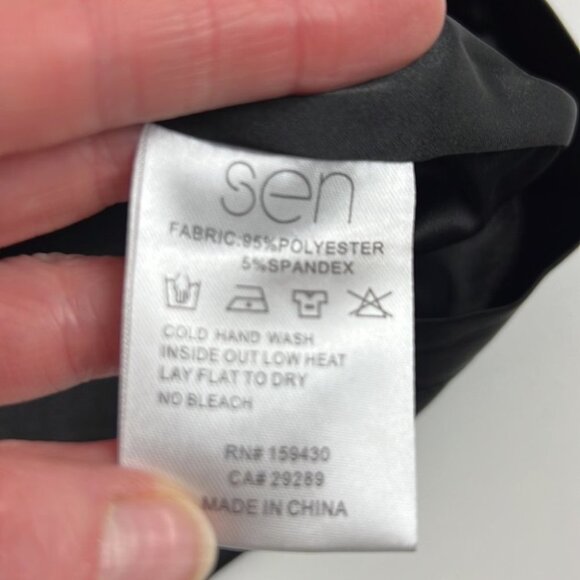 sen
FABRIC:95%POLYESTER
5%SPANDEX
COLD HAND WASH
INSIDE OUT LOW HEAT
LAY FLAT TO DRY
NO BLEACH
RN# 159430
CA# 29289
MADE IN CHINA